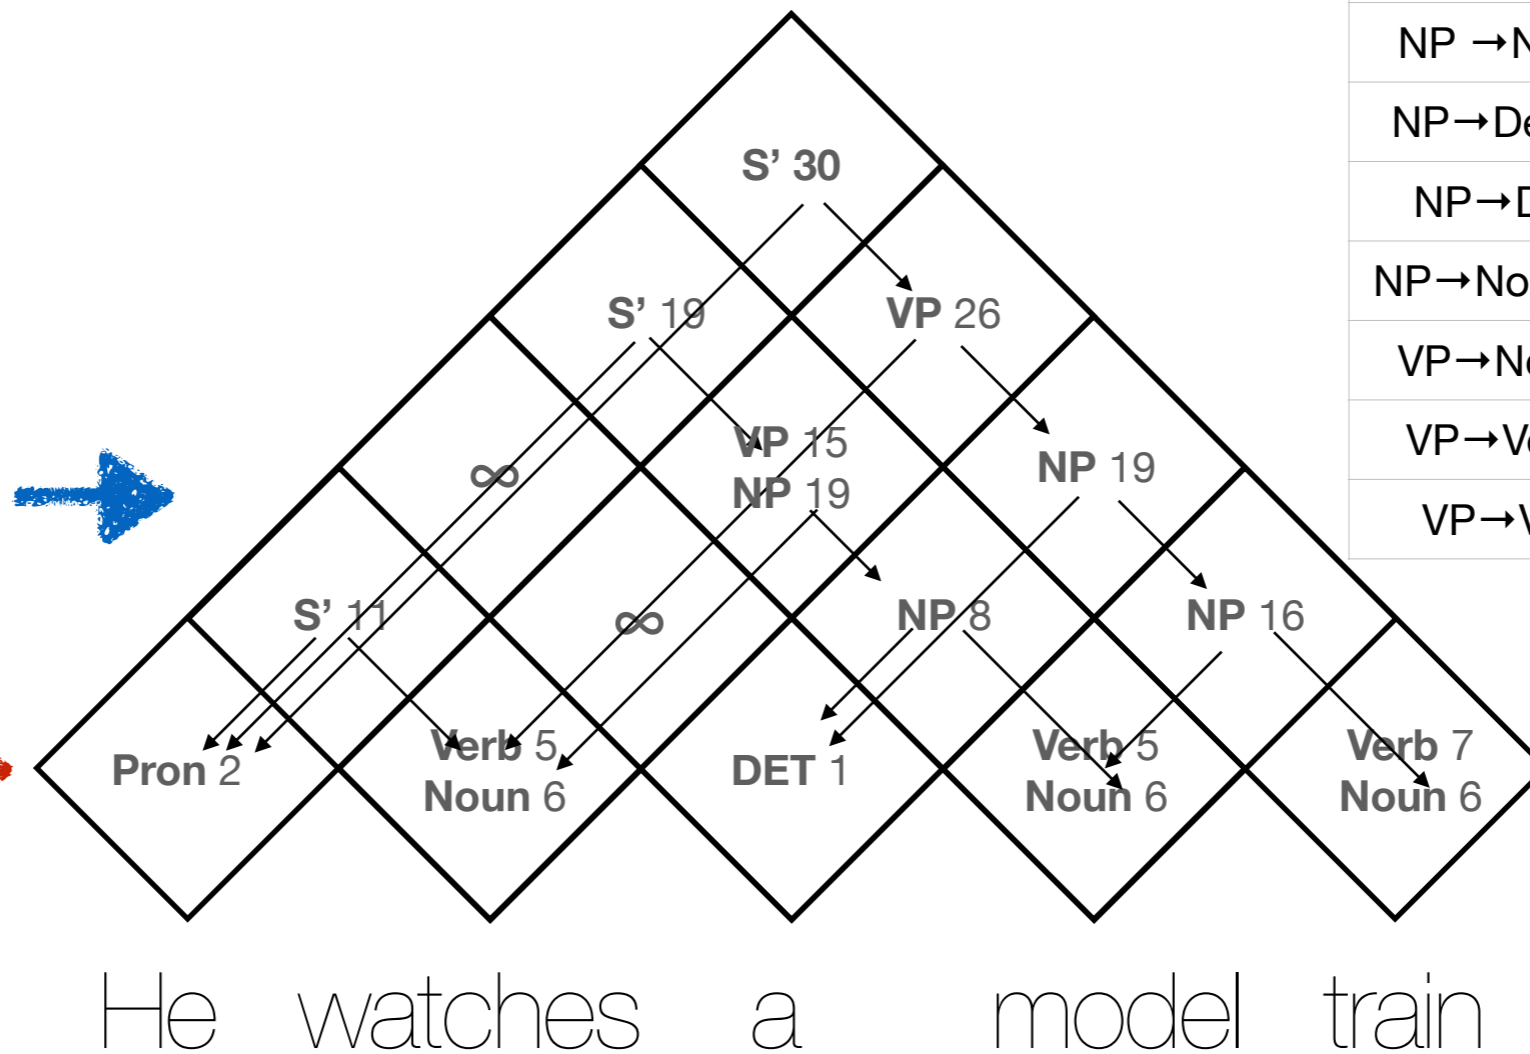 NP →N
NP→De
NP→D
NP→No
VP→No
VP→Ve
VP→V
S’ 30
S’ 19
VP 26
∞
VP 15
NP 19
NP 19
S’ 11
∞
NP 8
NP 16
Pron 2
Verb 5
Noun 6
DET 1
Verb 5
Noun 6
Verb 7
Noun 6
He watches a model train